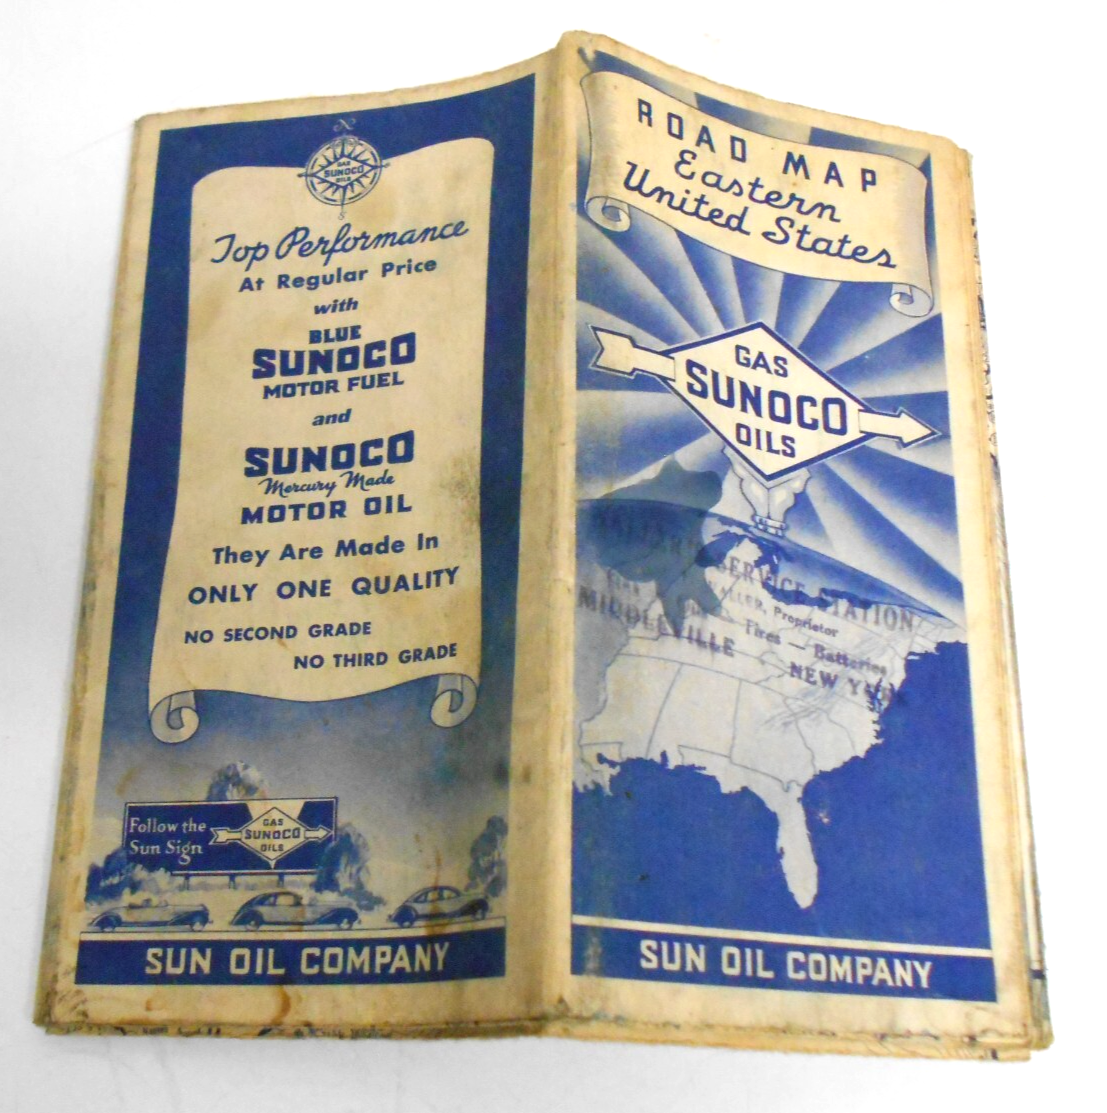 N
GAS
SUNOCO
OILS
S
Top Performance
At Regular Price
with
BLUE
SUNOCO
MOTOR FUEL
and
SUNOCO
Mercury Made
MOTOR OIL
They Are Made In
ONLY ONE QUALITY
NO SECOND GRADE
NO THIRD GRADE
Follow the
Sun Sign
GAS
SUNOCO
OILS
SUN OIL COMPANY
ROAD MAP
Eastern
United States
GAS
SUNOCO
OILS
SERVICE STATION
Proprietor
Tires — Batteries
MIDDLEVILLE NEW YORK
SUN OIL COMPANY